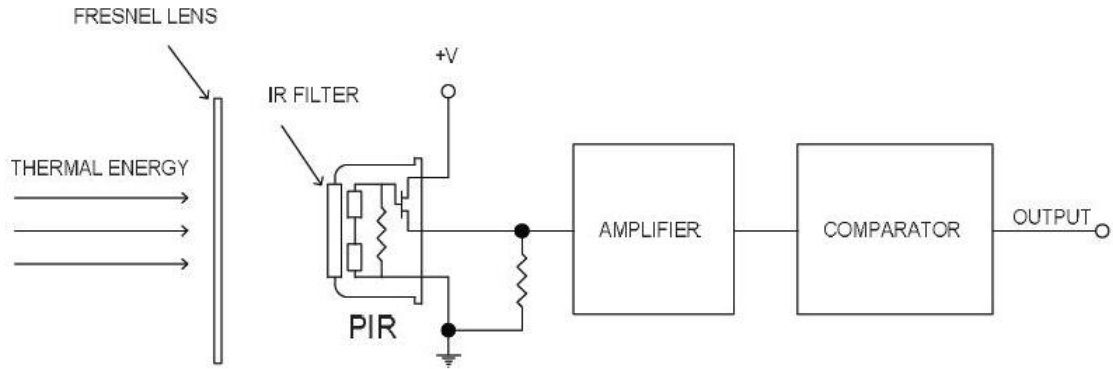 FRESNEL LENS
+V
IR FILTER
THERMAL ENERGY
AMPLIFIER
COMPARATOR
OUTPUT
PIR